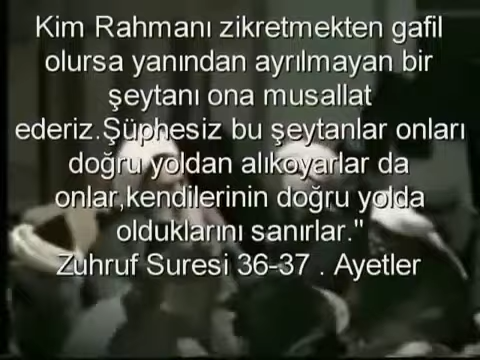 Kim Rahmanı zikretmekten gafil
olursa yanından ayrılmayan bir
şeytanı ona musallat
ederiz.Şüphesiz bu şeytanlar onları
doğru yoldan alıkoyarlar da
onlar,kendilerinin doğru yolda
olduklarını sanırlar."
Zuhruf Suresi 36-37 . Ayetler